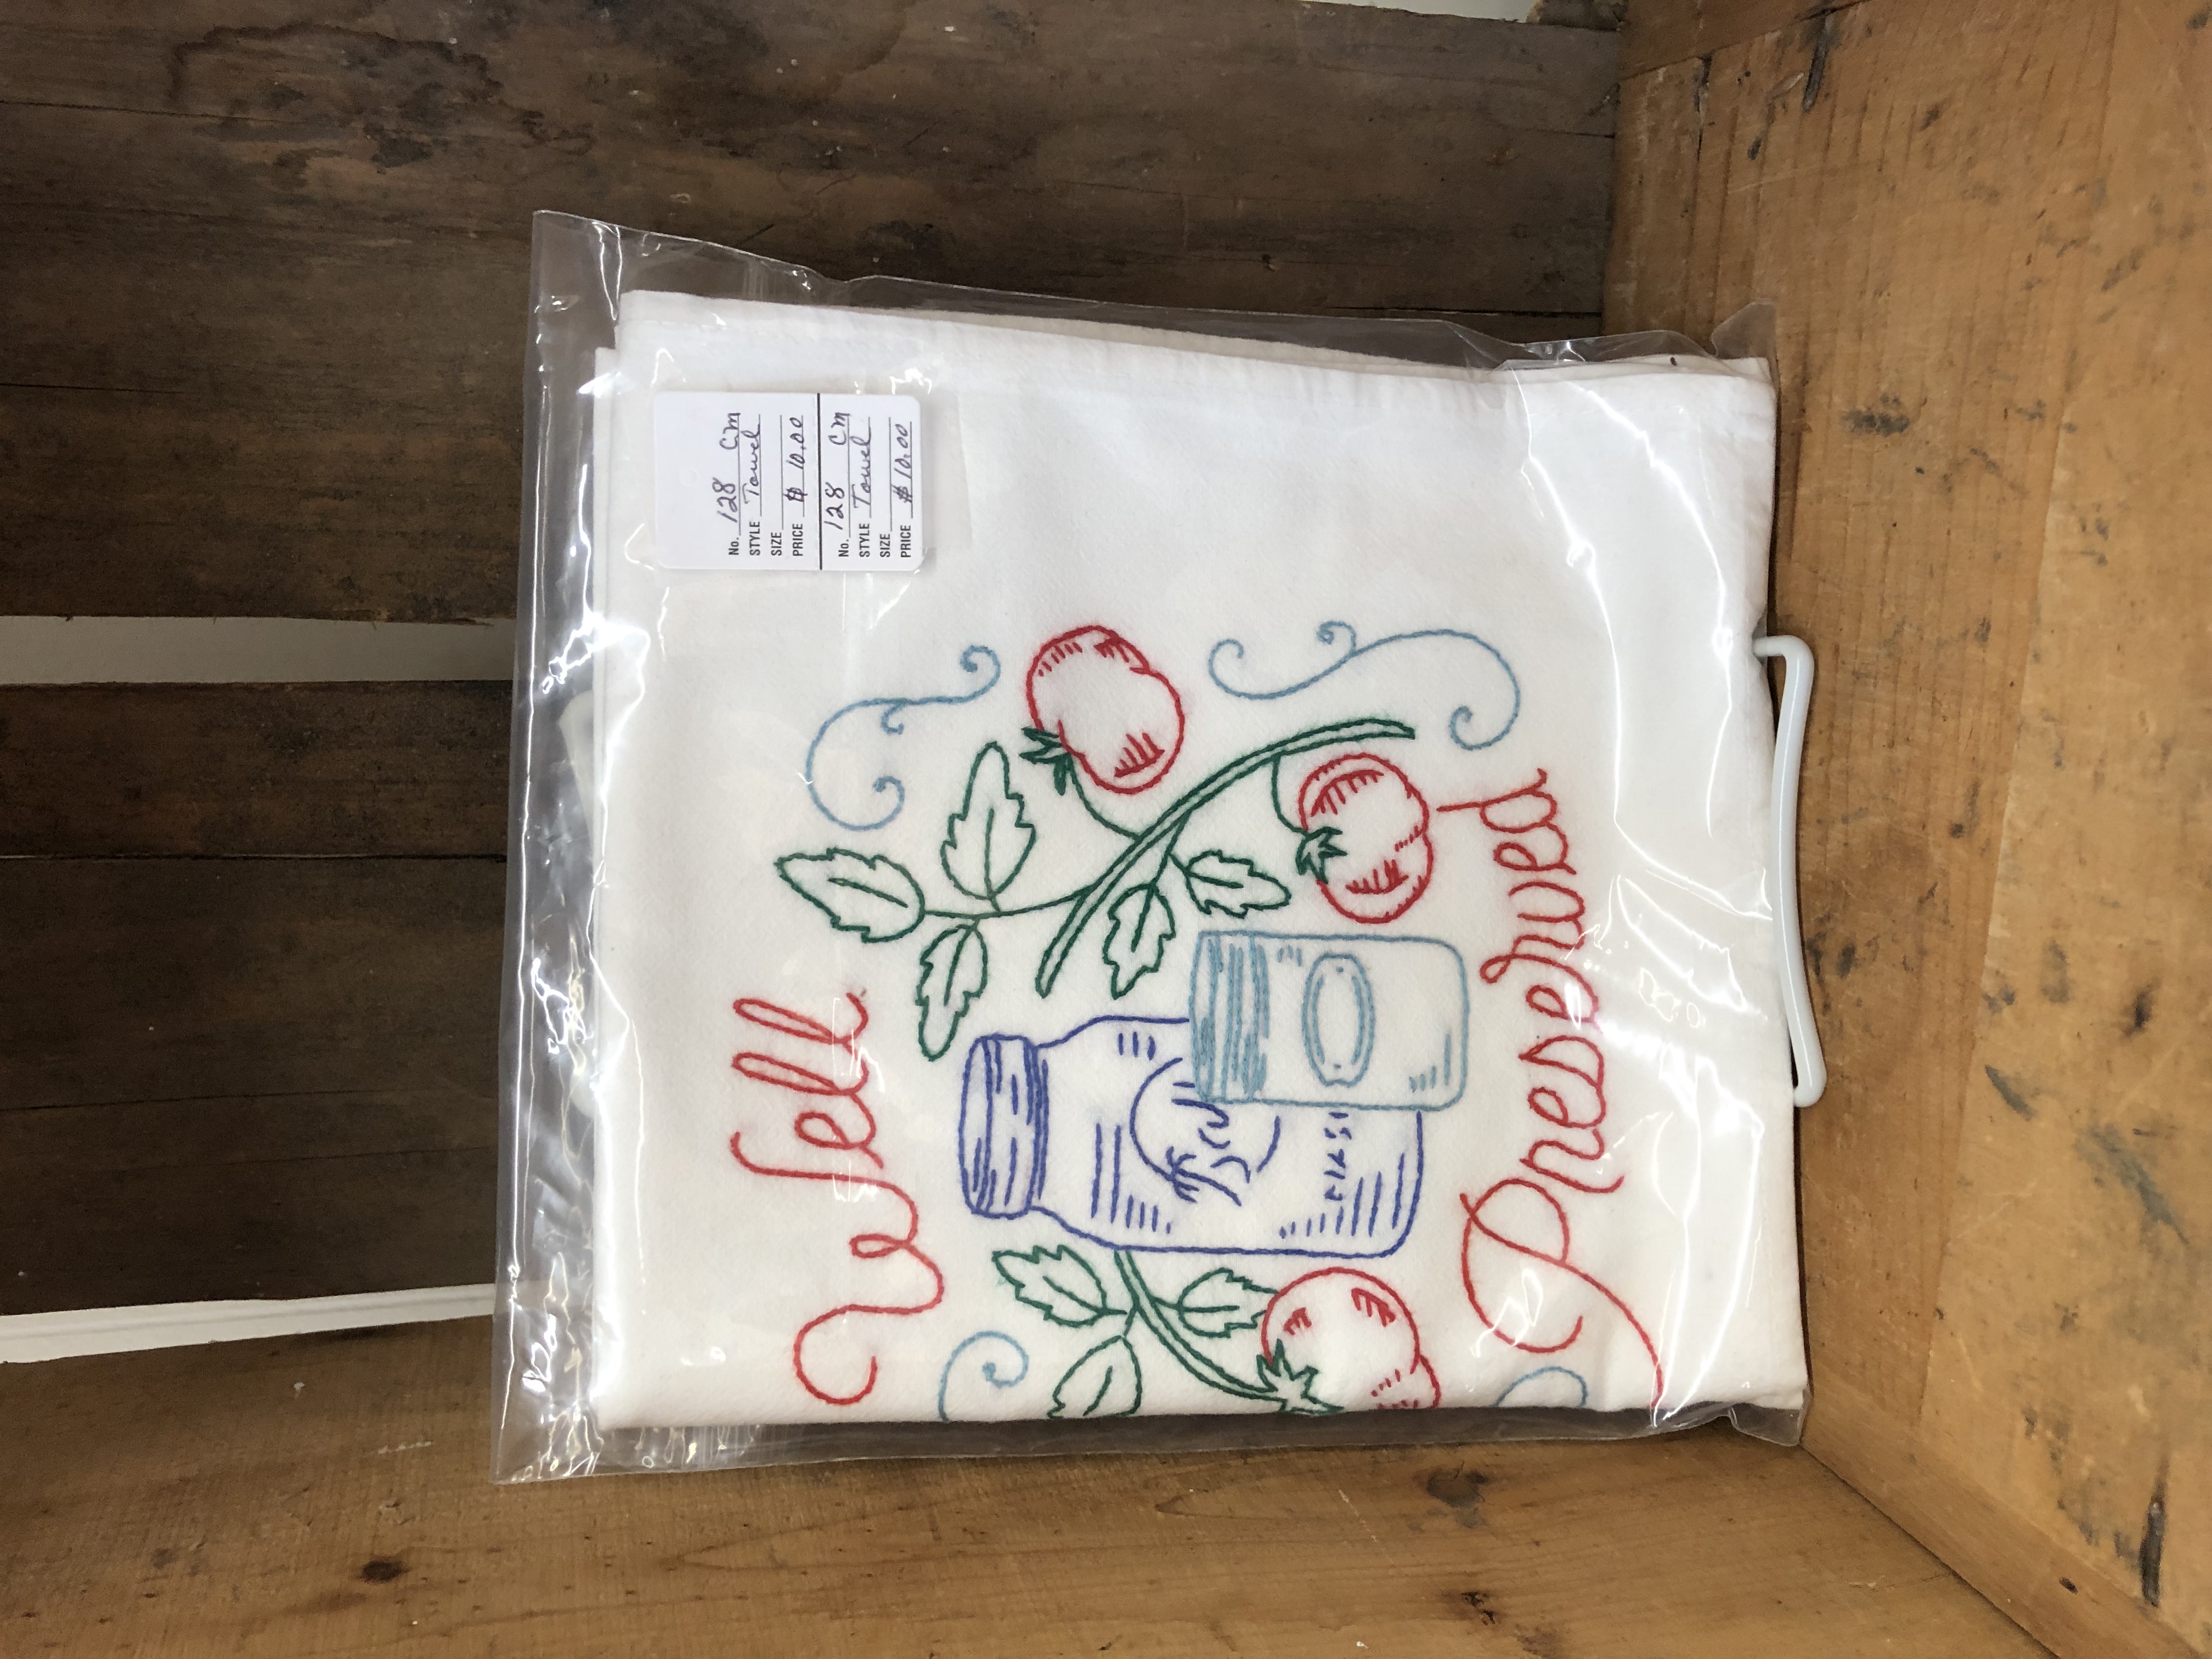 No. 128 CM
STYLE Towel
SIZE
PRICE $ 10.00
No. 128 CM
STYLE Towel
SIZE
PRICE $ 10.00
Well
Preserved